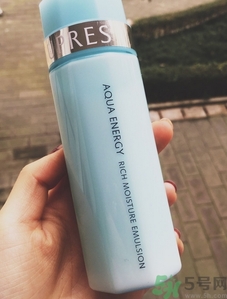 PRES
AQUA ENERGY
RICH MOISTURE EMULSION
5号网